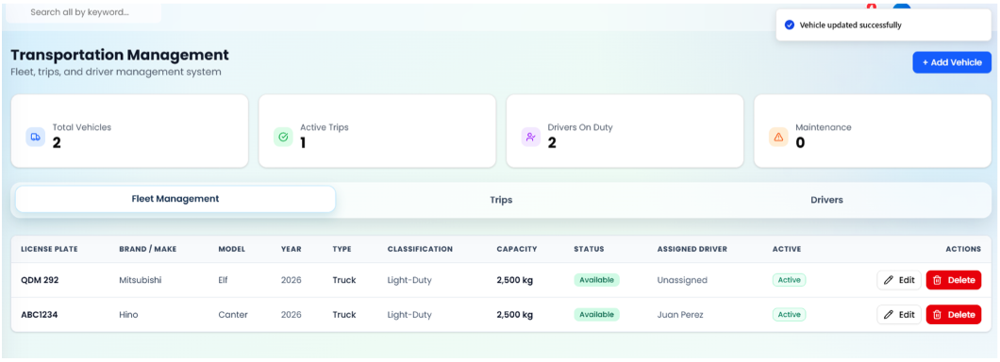 Search all by keyword...
Vehicle updated successfully
Transportation Management
Fleet, trips, and driver management system
+ Add Vehicle
Total Vehicles
2
Active Trips
1
Drivers On Duty
2
Maintenance
0
Fleet Management Trips Drivers
LICENSE PLATE BRAND / MAKE MODEL YEAR TYPE CLASSIFICATION CAPACITY STATUS ASSIGNED DRIVER ACTIVE ACTIONS
QDM 292 Mitsubishi Elf 2026 Truck Light-Duty 2,500 kg Available Unassigned Active Edit Delete
ABC1234 Hino Canter 2026 Truck Light-Duty 2,500 kg Available Juan Perez Active Edit Delete